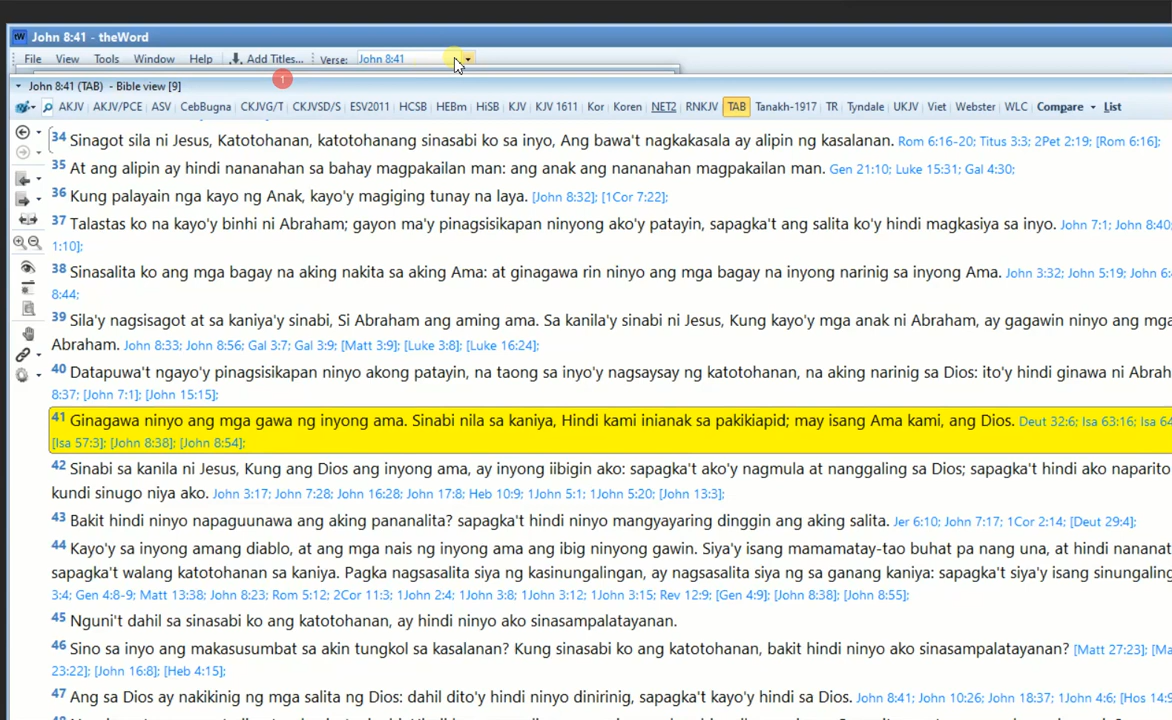 John 8:41 - theWord
File View Tools Window Help Add Titles... Verse: John 8:41
1
John 8:41 (TAB) - Bible view [9]
AKJV AKJV/PCE ASV CebBugna CKJVG/T CKJVSD/S ESV2011 HCSB HEBm HiSB KJV KJV 1611 Kor Koren NET2 RNKJV TAB Tanakh-1917 TR Tyndale UKJV Viet Webster WLC Compare List
34 Sinagot sila ni Jesus, Katotohanan, katotohanang sinasabi ko sa inyo, Ang bawa't nagkakasala ay alipin ng kasalanan. Rom 6:16-20; Titus 3:3; 2Pet 2:19; [Rom 6:16];
35 At ang alipin ay hindi nananahan sa bahay magpakailan man: ang anak ang nananahan magpakailan man. Gen 21:10; Luke 15:31; Gal 4:30;
36 Kung palayain nga kayo ng Anak, kayo'y magiging tunay na laya. [John 8:32]; [1Cor 7:22];
37 Talastas ko na kayo'y binhi ni Abraham; gayon ma'y pinagsisikapan ninyong ako'y patayin, sapagka't ang salita ko'y hindi magkasiya sa inyo. John 7:1; John 8:40;
1:10];
38 Sinasalita ko ang mga bagay na aking nakita sa aking Ama: at ginagawa rin ninyo ang mga bagay na inyong narinig sa inyong Ama. John 3:32; John 5:19; John 6:
8:44;
39 Sila'y nagsisagot at sa kaniya'y sinabi, Si Abraham ang aming ama. Sa kanila'y sinabi ni Jesus, Kung kayo'y mga anak ni Abraham, ay gagawin ninyo ang mga
Abraham. John 8:33; John 8:56; Gal 3:7; Gal 3:9; [Matt 3:9]; [Luke 3:8]; [Luke 16:24];
40 Datapuwa't ngayo'y pinagsisikapan ninyo akong patayin, na taong sa inyo'y nagsaysay ng katotohanan, na aking narinig sa Dios: ito'y hindi ginawa ni Abrah
8:37; [John 7:1]; [John 15:15];
41 Ginagawa ninyo ang mga gawa ng inyong ama. Sinabi nila sa kaniya, Hindi kami inianak sa pakikiapid; may isang Ama kami, ang Dios. Deut 32:6; Isa 63:16; Isa 64
[Isa 57:3]; [John 8:38]; [John 8:54];
42 Sinabi sa kanila ni Jesus, Kung ang Dios ang inyong ama, ay inyong iibigin ako: sapagka't ako'y nagmula at nanggaling sa Dios; sapagka't hindi ako naparito
kundi sinugo niya ako. John 3:17; John 7:28; John 16:28; John 17:8; Heb 10:9; 1John 5:1; 1John 5:20; [John 13:3];
43 Bakit hindi ninyo napaguunawa ang aking pananalita? sapagka't hindi ninyo mangyayaring dinggin ang aking salita. Jer 6:10; John 7:17; 1Cor 2:14; [Deut 29:4];
44 Kayo'y sa inyong amang diablo, at ang mga nais ng inyong ama ang ibig ninyong gawin. Siya'y isang mamamatay-tao buhat pa nang una, at hindi nananat
sapagka't walang katotohanan sa kaniya. Pagka nagsasalita siya ng kasinungalingan, ay nagsasalita siya ng sa ganang kaniya: sapagka't siya'y isang sinungaling
3:4; Gen 4:8-9; Matt 13:38; John 8:23; Rom 5:12; 2Cor 11:3; 1John 2:4; 1John 3:8; 1John 3:12; 1John 3:15; Rev 12:9; [Gen 4:9]; [John 8:38]; [John 8:55];
45 Nguni't dahil sa sinasabi ko ang katotohanan, ay hindi ninyo ako sinasampalatayanan.
46 Sino sa inyo ang makasusumbat sa akin tungkol sa kasalanan? Kung sinasabi ko ang katotohanan, bakit hindi ninyo ako sinasampalatayanan? [Matt 27:23]; [Ma
23:22]; [John 16:8]; [Heb 4:15];
47 Ang sa Dios ay nakikinig ng mga salita ng Dios: dahil dito'y hindi ninyo dinirinig, sapagka't kayo'y hindi sa Dios. John 8:41; John 10:26; John 18:37; 1John 4:6; [Hos 14:9